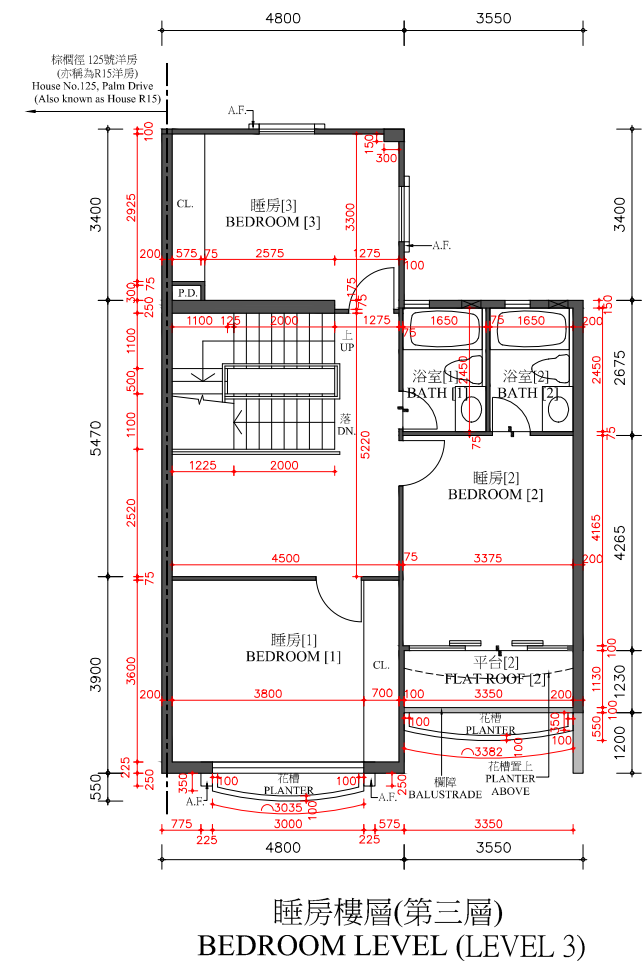 4800
3550
棕櫚徑 125號洋房
(亦稱為R15洋房)
House No.125, Palm Drive
(Also known as House R15)
A.F.
100
150
300
2925
3400
3300
3400
CL.
睡房[3]
BEDROOM [3]
A.F.
200
575
75
2575
1275
100
75
P.D.
300
250
175
75
150
1100
125
2000
1275
75
1650
75
1650
200
上
UP
1100
500
1100
2450
2450
2675
浴室[1]
BATH [1]
浴室[2]
BATH [2]
落
DN.
5470
5220
75
75
1225
2000
睡房[2]
BEDROOM [2]
2520
4165
4265
4500
75
3375
200
75
睡房[1]
BEDROOM [1]
CL.
3900
3600
平台[2]
FLAT ROOF [2]
100
1130
1230
200
3800
700
100
3350
200
100
100
花槽
PLANTER
350
550
100
100
1200
3382
225
250
550
350
100
花槽
PLANTER
100
250
A.F.
3035
100
A.F.
欄障
BALUSTRADE
花槽置上
PLANTER
ABOVE
775
3000
575
3350
225
225
4800
3550
睡房樓層(第三層)
BEDROOM LEVEL (LEVEL 3)